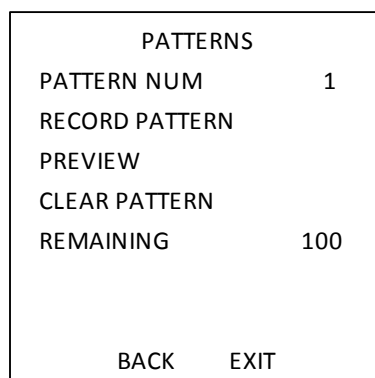 PATTERNS
PATTERN NUM 1
RECORD PATTERN
PREVIEW
CLEAR PATTERN
REMAINING 100
BACK EXIT